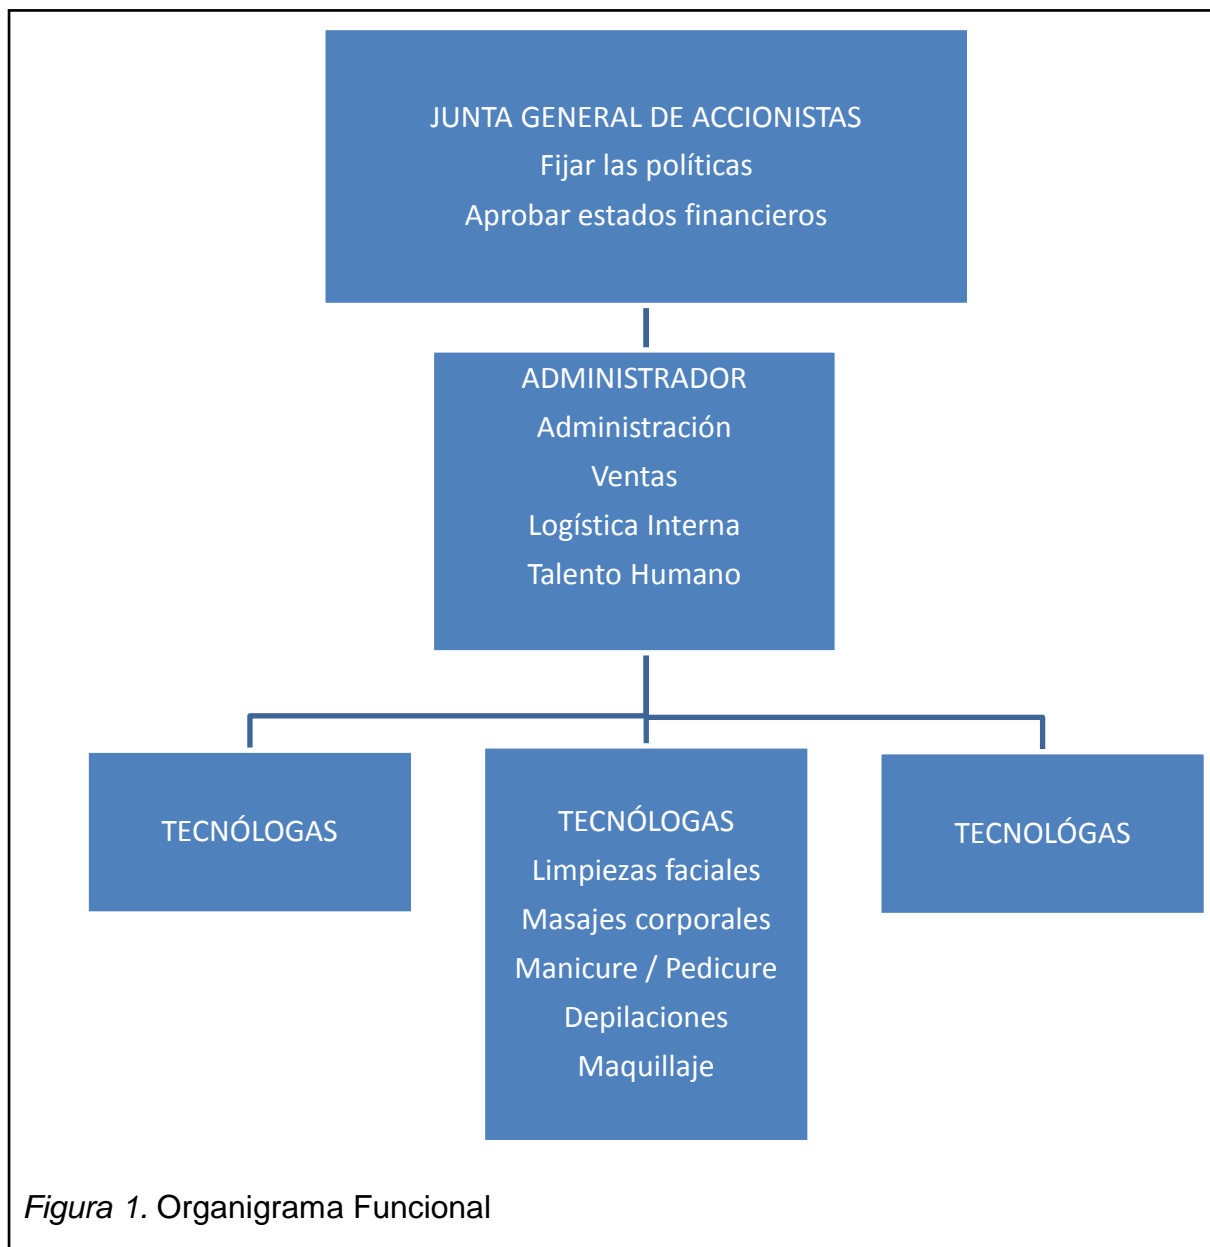 JUNTA GENERAL DE ACCIONISTAS
Fijar las políticas
Aprobar estados financieros
ADMINISTRADOR
Administración
Ventas
Logística Interna
Talento Humano
TECNÓLOGAS
TECNÓLOGAS
Limpiezas faciales
Masajes corporales
Manicure / Pedicure
Depilaciones
Maquillaje
TECNOLÓGAS
Figura 1. Organigrama Funcional